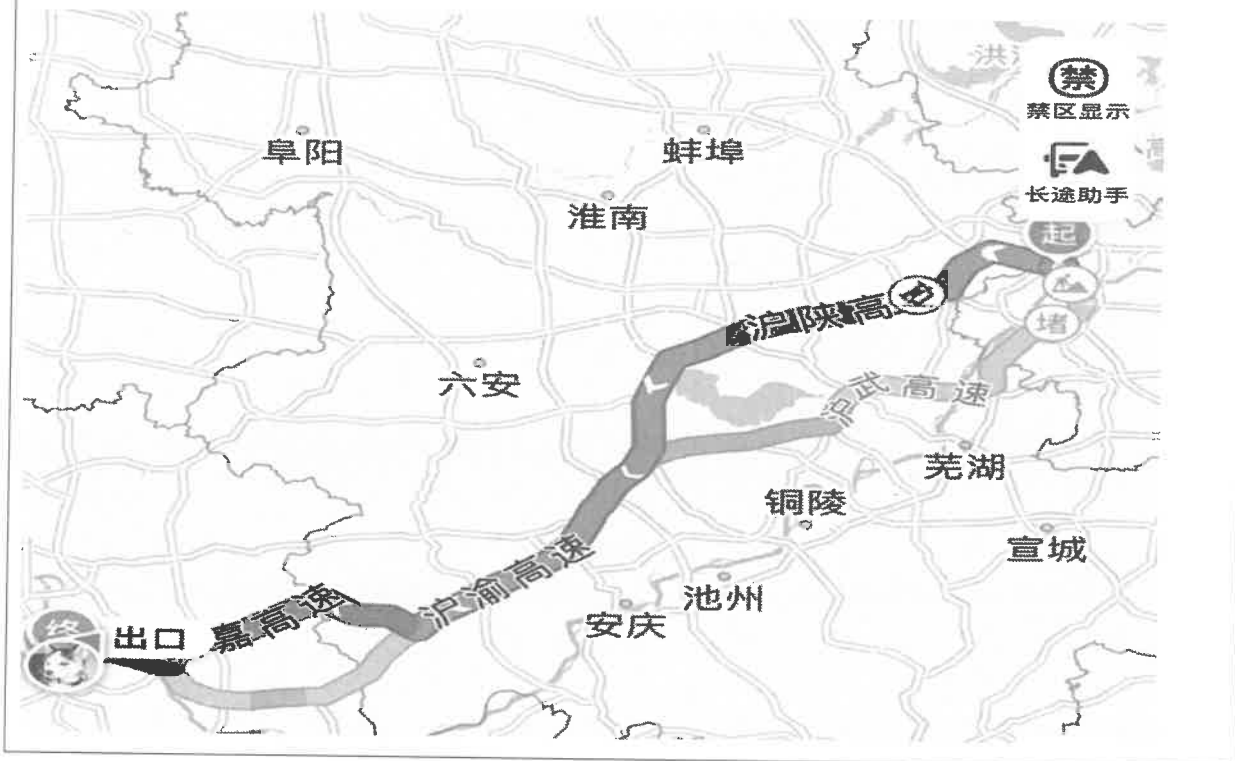 禁
禁区显示
阜阳
蚌埠
长途助手
淮南
起
沪陕高
堵
六安
沪武高速
芜湖
铜陵
宣城
沪渝高速
池州
嘉高速
安庆
终
出口